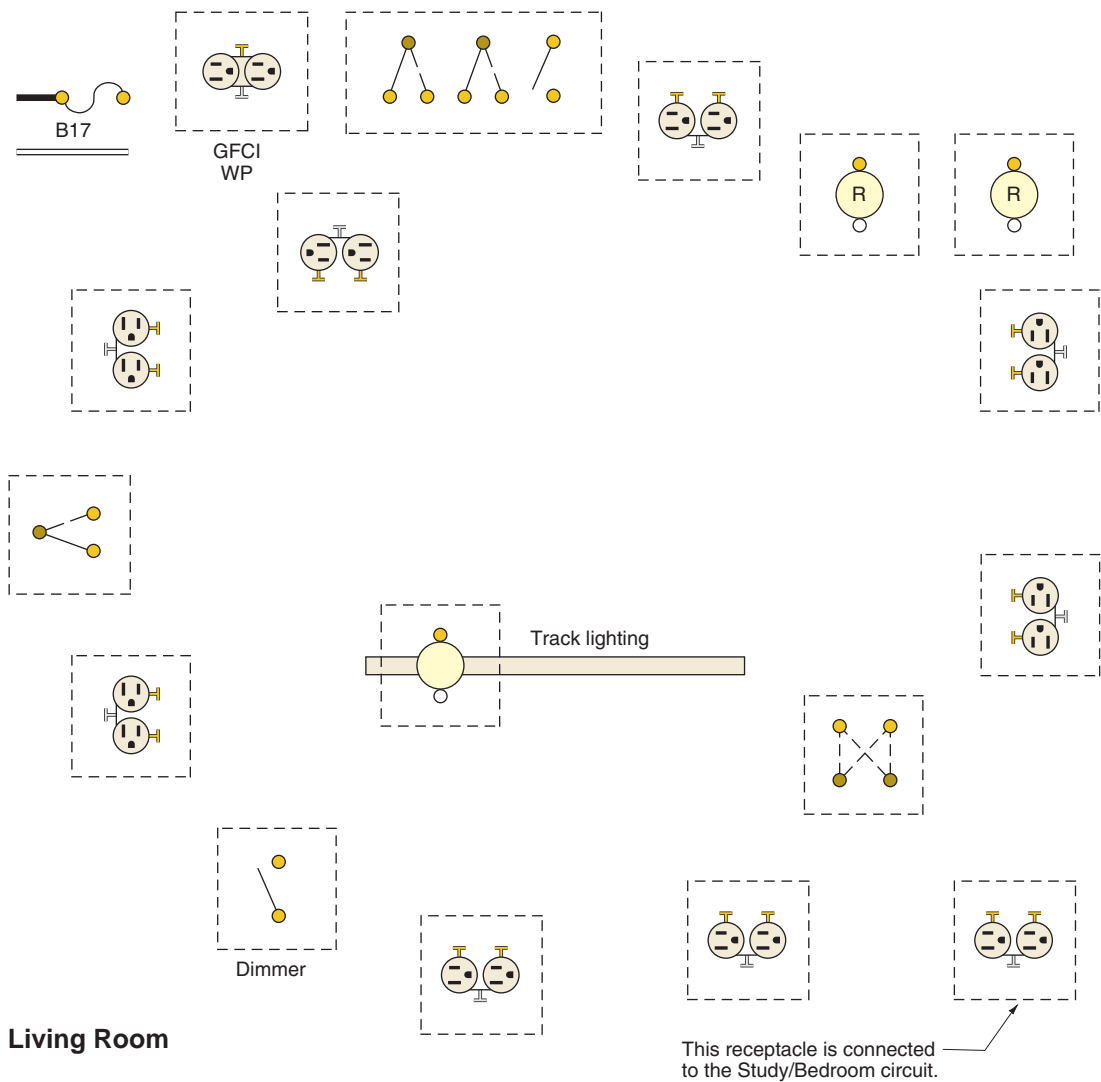 B17
GFCI
WP
R
R
Track lighting
Dimmer
Living Room
This receptacle is connected
to the Study/Bedroom circuit.